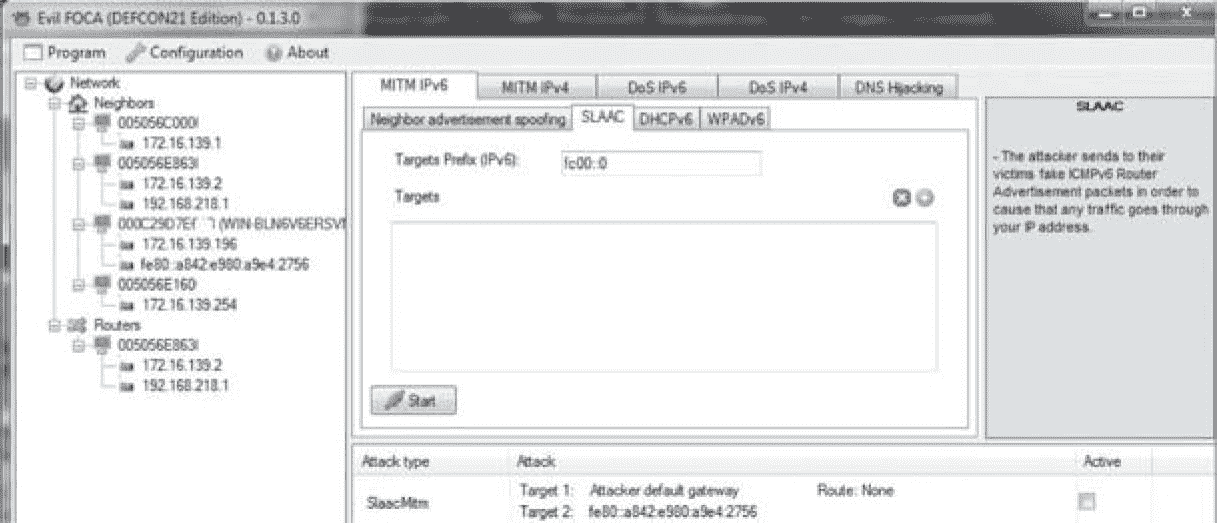 Evil FOCA (DEFCON21 Edition) - 0.1.3.0
Program Configuration About
Network
Neighbors
005056C000
172.16.139.1
005056E863
172.16.139.2
192.168.218.1
000C29D7Ef (WIN-BLN6V6ERSV
172.16.139.196
fe80::a842:e980:a9e4:2756
005056E160
172.16.139.254
Routers
005056E863
172.16.139.2
192.168.218.1
MITM IPv6 MITM IPv4 DoS IPv6 DoS IPv4 DNS Hijacking
Neighbor advertisement spoofing SLAAC DHCPv6 WPADv6
Targets Prefix (IPv6): fc00::0
Targets
Start
SLAAC
- The attacker sends to their
victims fake ICMPv6 Router
Advertisement packets in order to
cause that any traffic goes through
your IP address.
Attack type Attack Active
SlaacMitm
Target 1: Attacker default gateway Route: None
Target 2: fe80::a842:e980:a9e4:2756